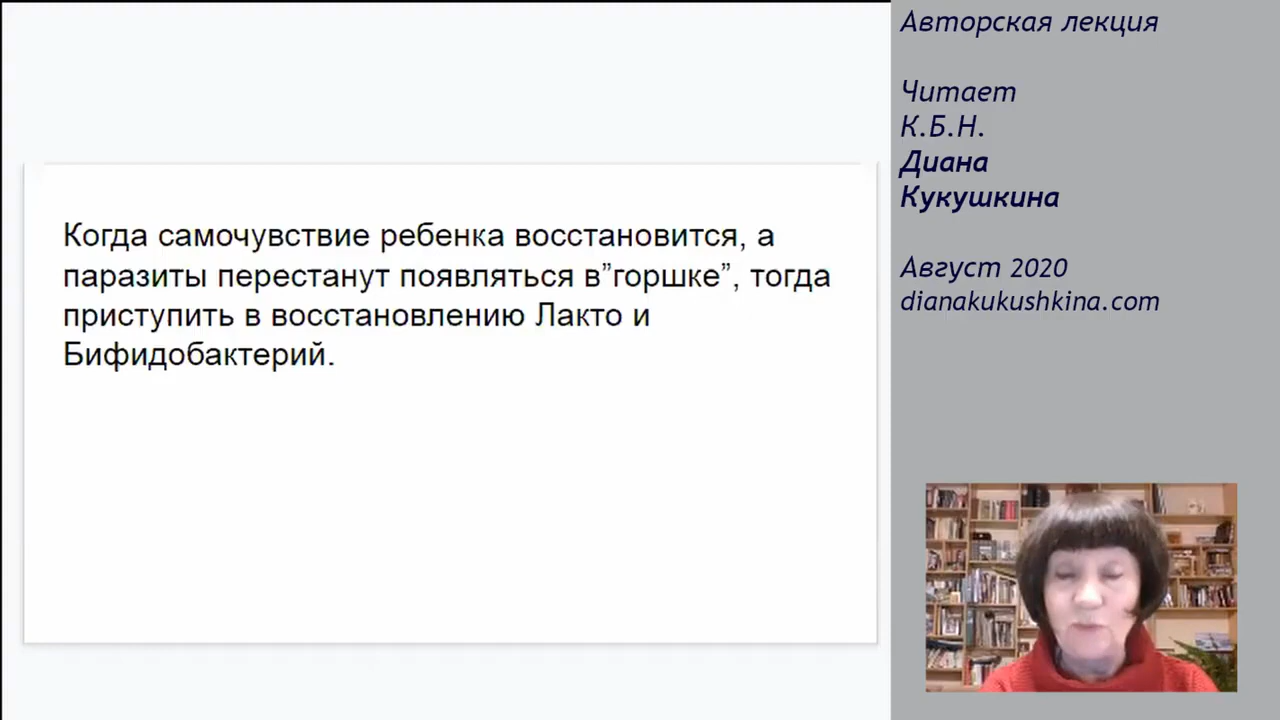 Когда самочувствие ребенка восстановится, а
паразиты перестанут появляться в”горшке”, тогда
приступить в восстановлению Лакто и
Бифидобактерий.
Авторская лекция
Читает
К.Б.Н.
Диана
Кукушкина
Август 2020
dianakukushkina.com